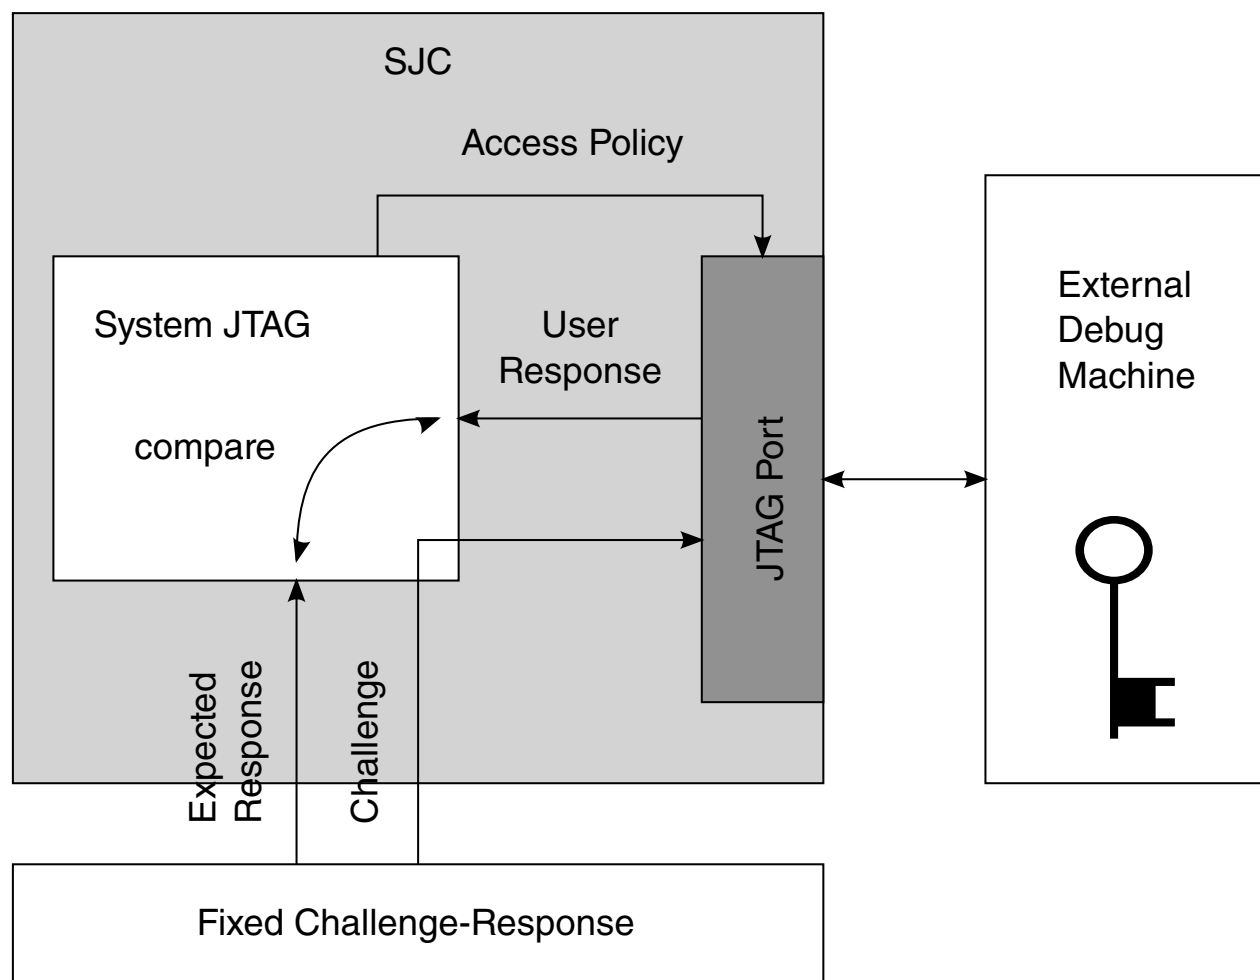 SJC
Access Policy
System JTAG
User
Response
compare
JTAG Port
External
Debug
Machine
Expected
Response
Challenge
Fixed Challenge-Response